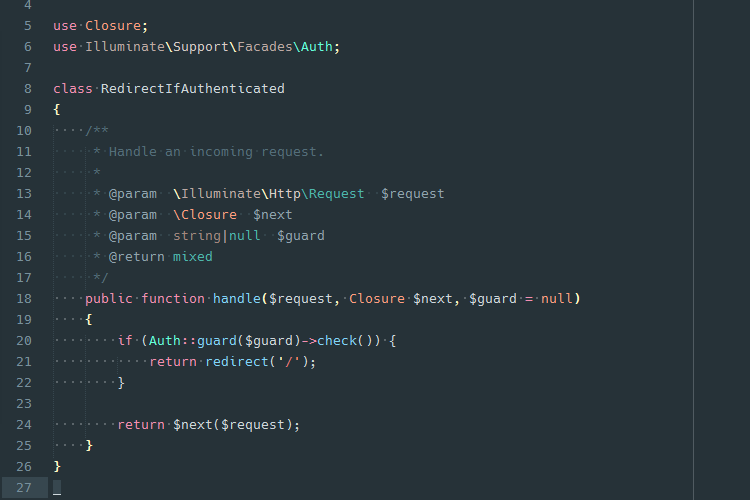 4
5 use Closure;
6 use Illuminate\Support\Facades\Auth;
7
8 class RedirectIfAuthenticated
9 {
10     /**
11      * Handle an incoming request.
12      *
13      * @param  \Illuminate\Http\Request  $request
14      * @param  \Closure  $next
15      * @param  string|null  $guard
16      * @return mixed
17      */
18     public function handle($request, Closure $next, $guard = null)
19     {
20         if (Auth::guard($guard)->check()) {
21             return redirect('/');
22         }
23
24         return $next($request);
25     }
26 }
27